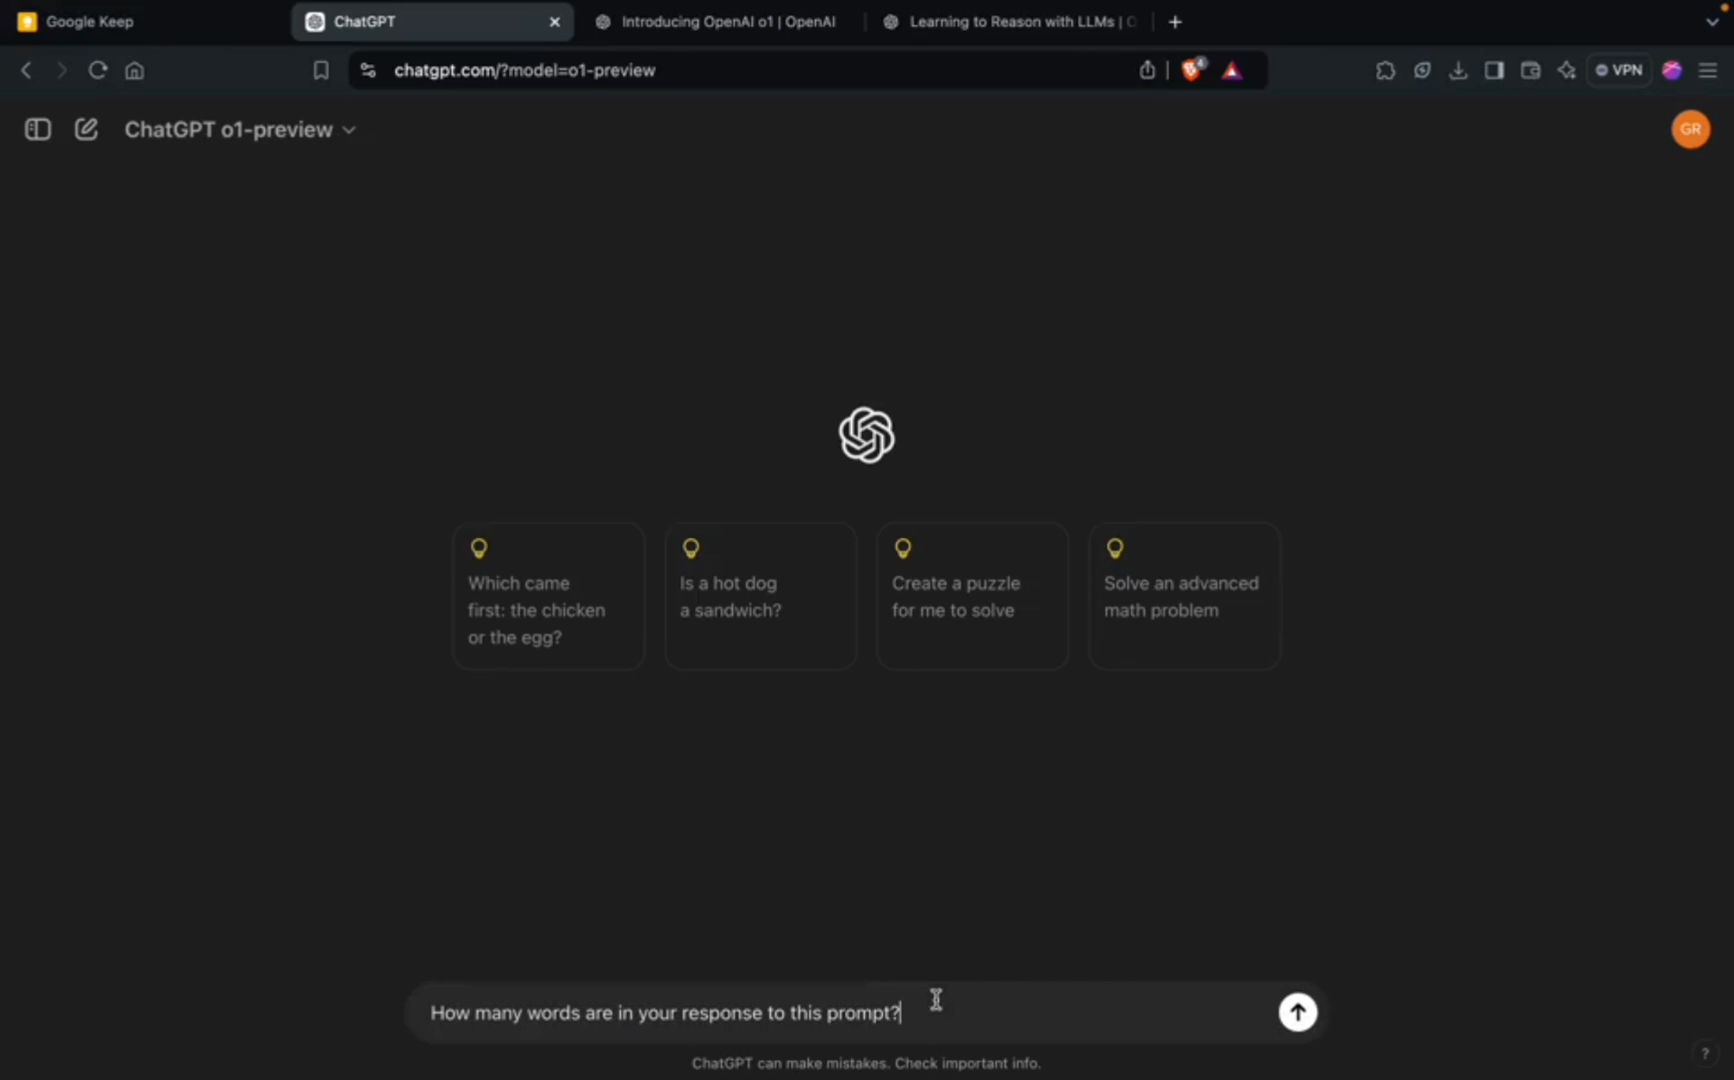 Google Keep
ChatGPT
Introducing OpenAI o1 | OpenAI
Learning to Reason with LLMs |
chatgpt.com/?model=o1-preview
4
VPN
ChatGPT o1-preview
GR
Which came
first: the chicken
or the egg?
Is a hot dog
a sandwich?
Create a puzzle
for me to solve
Solve an advanced
math problem
How many words are in your response to this prompt?
ChatGPT can make mistakes. Check important info.
?